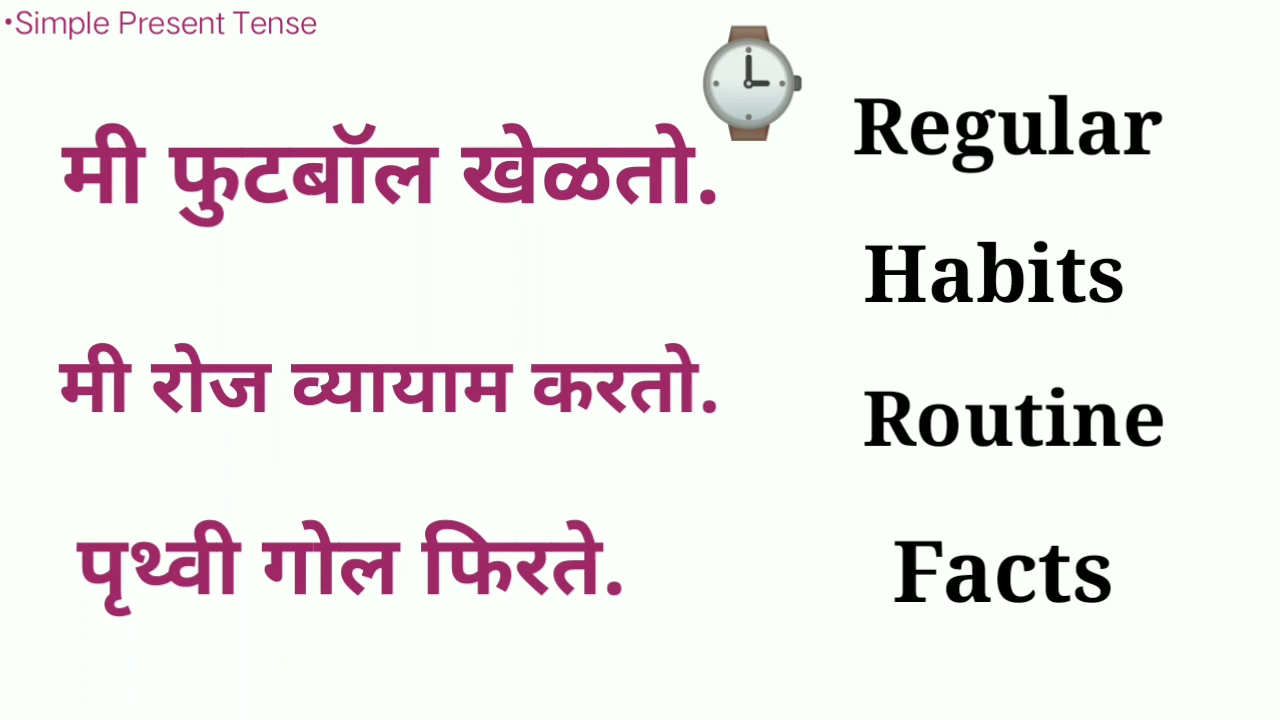 •Simple Present Tense
मी फुटबॉल खेळतो.
Regular
Habits
मी रोज व्यायाम करतो.
Routine
पृथ्वी गोल फिरते.
Facts